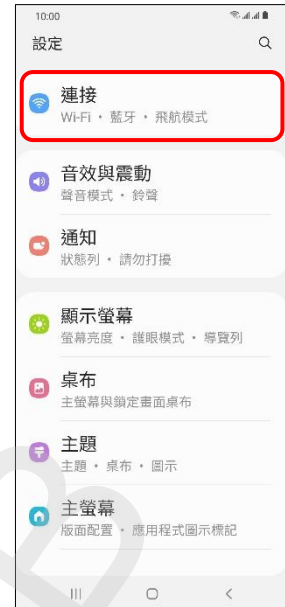 10:00
設定
連接
Wi-Fi • 藍牙 • 飛航模式
音效與震動
聲音模式 • 鈴聲
通知
狀態列 • 請勿打擾
顯示螢幕
螢幕亮度 • 護眼模式 • 導覽列
桌布
主螢幕與鎖定畫面桌布
主題
主題 • 桌布 • 圖示
主螢幕
版面配置 • 應用程式圖示標記